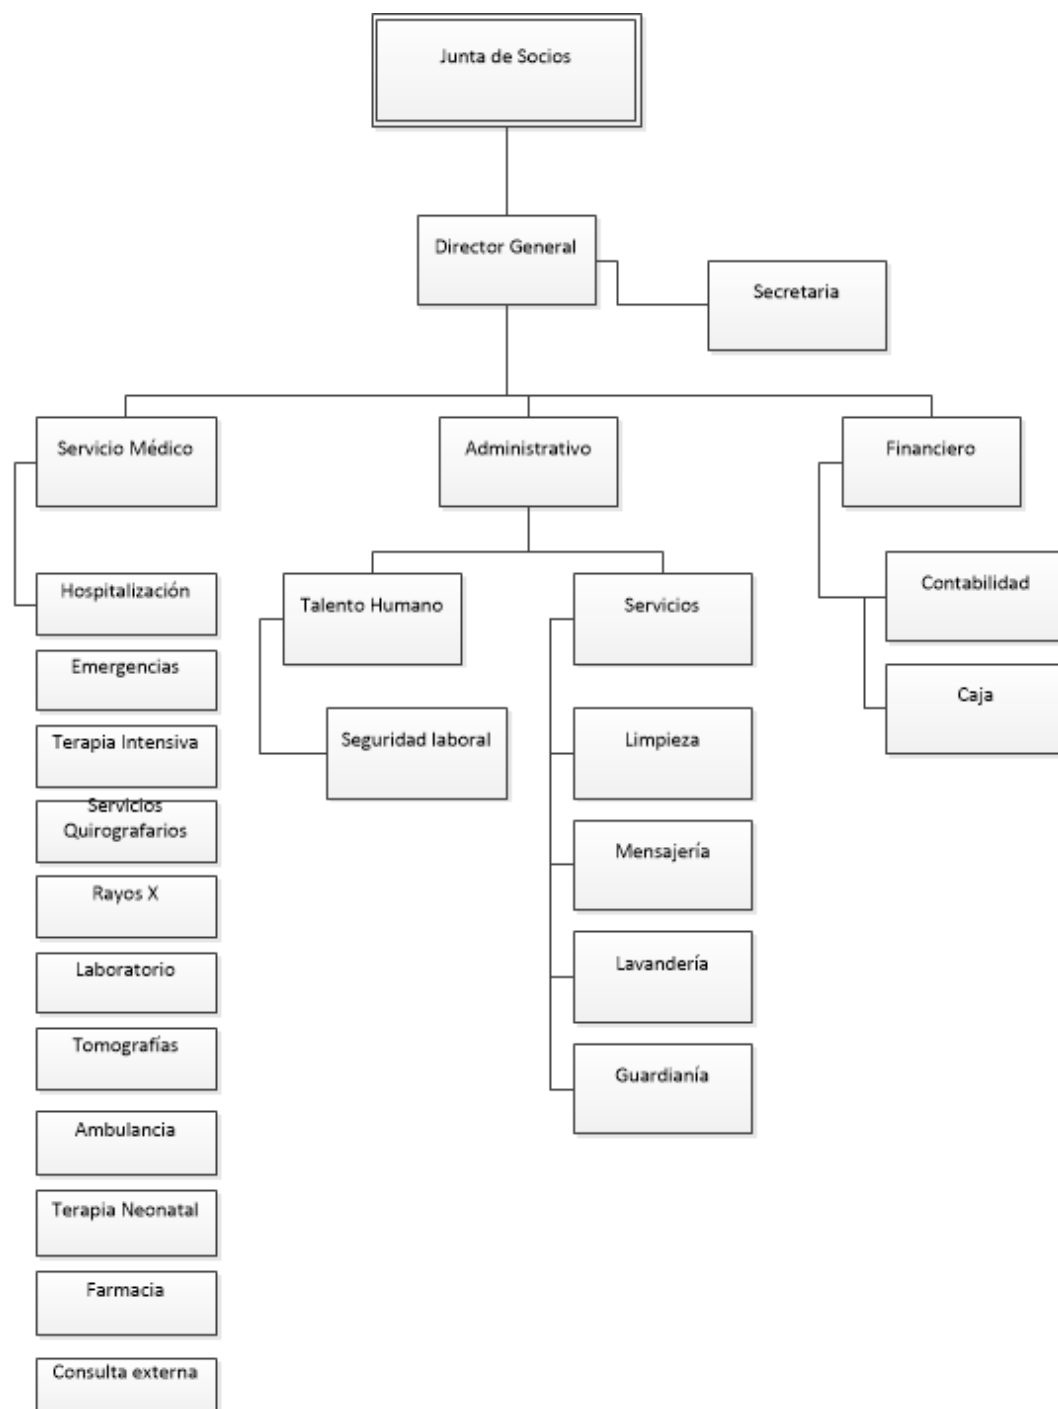 Junta de Socios
Director General
Secretaria
Servicio Médico
Administrativo
Financiero
Hospitalización
Emergencias
Terapia Intensiva
Servicios
Quirografarios
Rayos X
Laboratorio
Tomografías
Ambulancia
Terapia Neonatal
Farmacia
Consulta externa
Talento Humano
Seguridad laboral
Servicios
Limpieza
Mensajería
Lavandería
Guardianía
Contabilidad
Caja